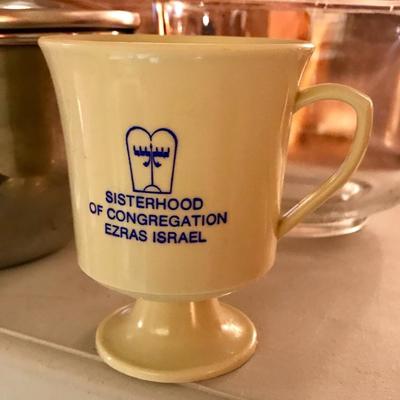 SISTERHOOD
OF CONGREGATION
EZRAS ISRAEL